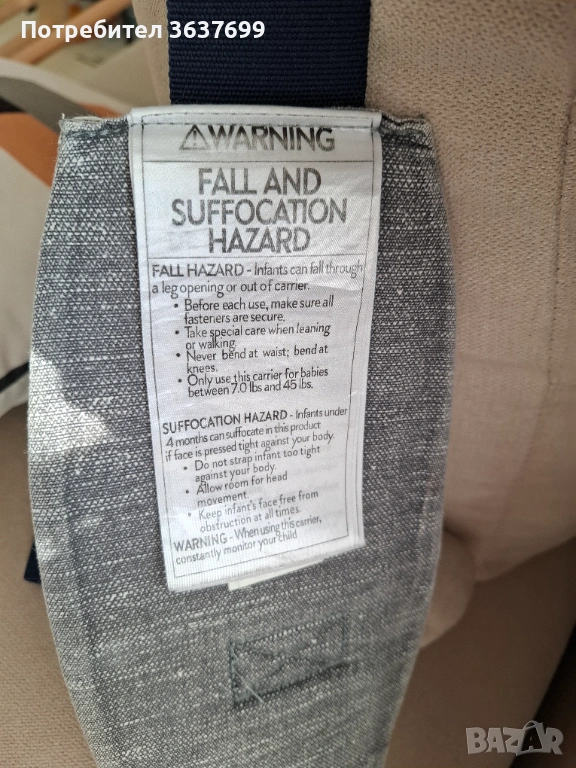 Потребител 3637699
⚠WARNING
FALL AND
SUFFOCATION
HAZARD
FALL HAZARD - Infants can fall through
a leg opening or out of carrier.
• Before each use, make sure all
fasteners are secure.
• Take special care when leaning
or walking.
• Never bend at waist; bend at
knees.
• Only use this carrier for babies
between 7.0 lbs and 45 lbs.
SUFFOCATION HAZARD - Infants under
4 months can suffocate in this product
if face is pressed tight against your body.
• Do not strap infant too tight
against your body.
• Allow room for head
movement.
• Keep infant's face free from
obstruction at all times.
WARNING - When using this carrier,
constantly monitor your child
BAZAR